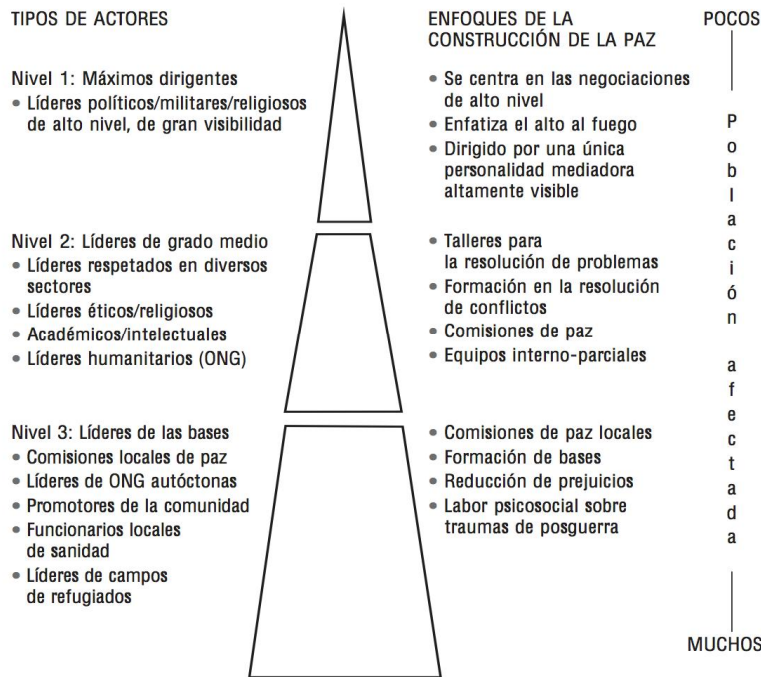 TIPOS DE ACTORES
Nivel 1: Máximos dirigentes
• Líderes políticos/militares/religiosos
de alto nivel, de gran visibilidad
Nivel 2: Líderes de grado medio
• Líderes respetados en diversos
sectores
• Líderes éticos/religiosos
• Académicos/intelectuales
• Líderes humanitarios (ONG)
Nivel 3: Líderes de las bases
• Comisiones locales de paz
• Líderes de ONG autóctonas
• Promotores de la comunidad
• Funcionarios locales
de sanidad
• Líderes de campos
de refugiados
ENFOQUES DE LA
CONSTRUCCIÓN DE LA PAZ
• Se centra en las negociaciones
de alto nivel
• Enfatiza el alto al fuego
• Dirigido por una única
personalidad mediadora
altamente visible
• Talleres para
la resolución de problemas
• Formación en la resolución
de conflictos
• Comisiones de paz
• Equipos interno-parciales
• Comisiones de paz locales
• Formación de bases
• Reducción de prejuicios
• Labor psicosocial sobre
traumas de posguerra
POCOS
Población afectada
MUCHOS